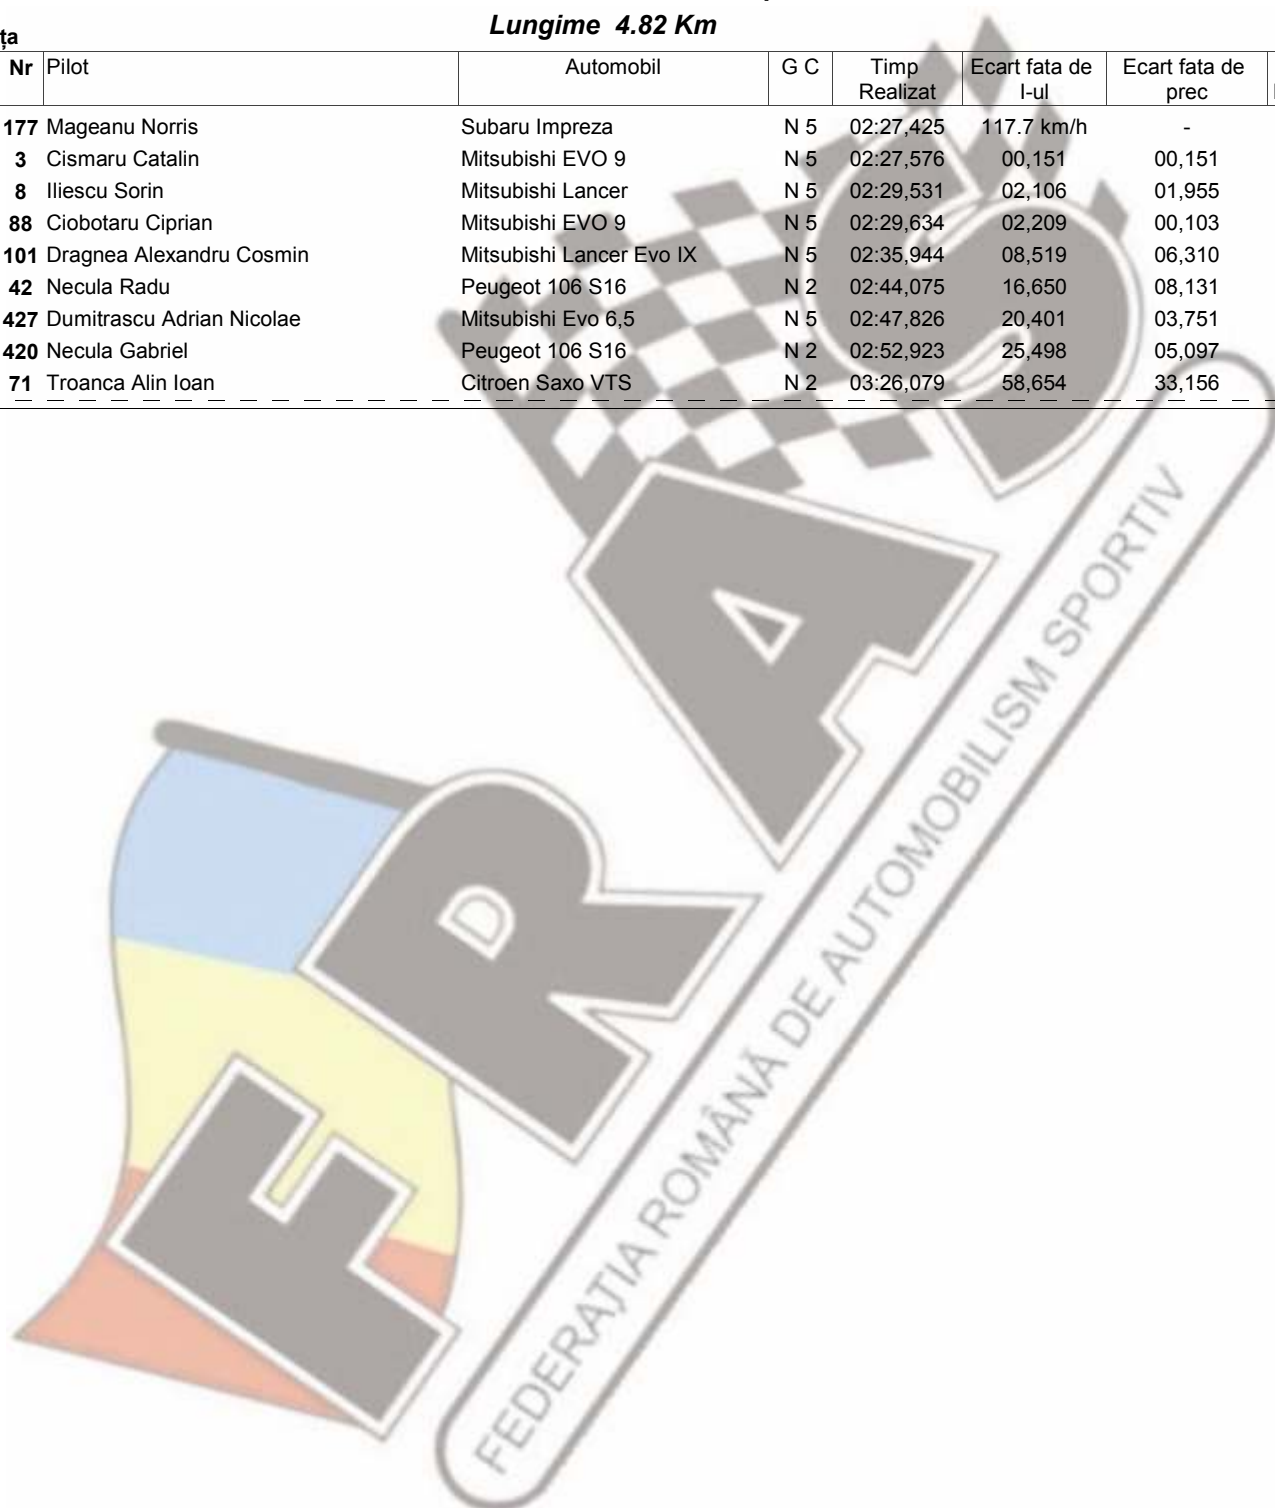 Lungime 4.82 Km
ța
Nr Pilot Automobil G C Timp Realizat Ecart fata de I-ul Ecart fata de prec
177 Mageanu Norris Subaru Impreza N 5 02:27,425 117.7 km/h -
3 Cismaru Catalin Mitsubishi EVO 9 N 5 02:27,576 00,151 00,151
8 Iliescu Sorin Mitsubishi Lancer N 5 02:29,531 02,106 01,955
88 Ciobotaru Ciprian Mitsubishi EVO 9 N 5 02:29,634 02,209 00,103
101 Dragnea Alexandru Cosmin Mitsubishi Lancer Evo IX N 5 02:35,944 08,519 06,310
42 Necula Radu Peugeot 106 S16 N 2 02:44,075 16,650 08,131
427 Dumitrascu Adrian Nicolae Mitsubishi Evo 6,5 N 5 02:47,826 20,401 03,751
420 Necula Gabriel Peugeot 106 S16 N 2 02:52,923 25,498 05,097
71 Troanca Alin Ioan Citroen Saxo VTS N 2 03:26,079 58,654 33,156
FRAS
FEDERAȚIA ROMÂNĂ DE AUTOMOBILISM SPORTIV